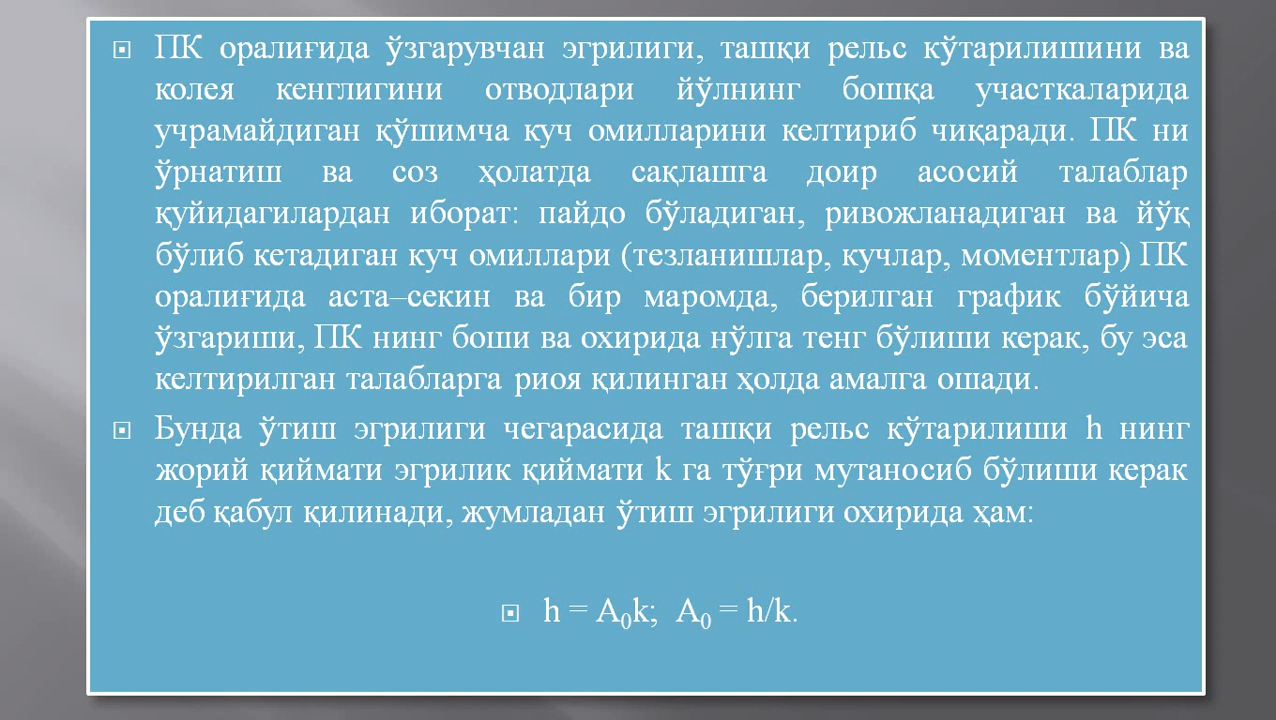 ПК оралиғида ўзгарувчан эгрилиги, ташқи рельс кўтарилишини ва
колея кенглигини отводлари йўлнинг бошқа участкаларида
учрамайдиган қўшимча куч омилларини келтириб чиқаради. ПК ни
ўрнатиш ва соз ҳолатда сақлашга доир асосий талаблар
қуйидагилардан иборат: пайдо бўладиган, ривожланадиган ва йўқ
бўлиб кетадиган куч омиллари (тезланишлар, кучлар, моментлар) ПК
оралиғида аста–секин ва бир маромда, берилган график бўйича
ўзгариши, ПК нинг боши ва охирида нўлга тенг бўлиши керак, бу эса
келтирилган талабларга риоя қилинган ҳолда амалга ошади.
Бунда ўтиш эгрилиги чегарасида ташқи рельс кўтарилиши h нинг
жорий қиймати эгрилик қиймати k га тўғри мутаносиб бўлиши керак
деб қабул қилинади, жумладан ўтиш эгрилиги охирида ҳам:
h = A₀k; A₀ = h/k.